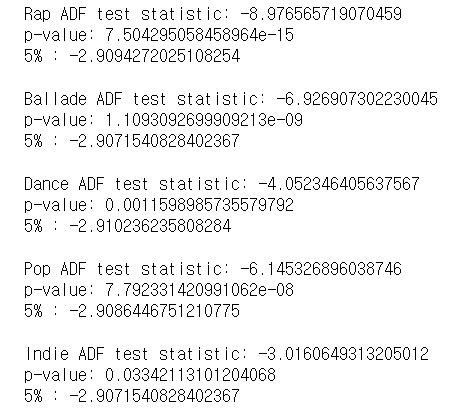 Rap ADF test statistic: -8.976565719070459
p-value: 7.504295058458964e-15
5% : -2.9094272025108254
Ballade ADF test statistic: -6.926907302230045
p-value: 1.1093092699909213e-09
5% : -2.9071540828402367
Dance ADF test statistic: -4.052346405637567
p-value: 0.0011598985735579792
5% : -2.910236235808284
Pop ADF test statistic: -6.145326896038746
p-value: 7.792331420991062e-08
5% : -2.9086446751210775
Indie ADF test statistic: -3.0160649313205012
p-value: 0.03342113101204068
5% : -2.9071540828402367